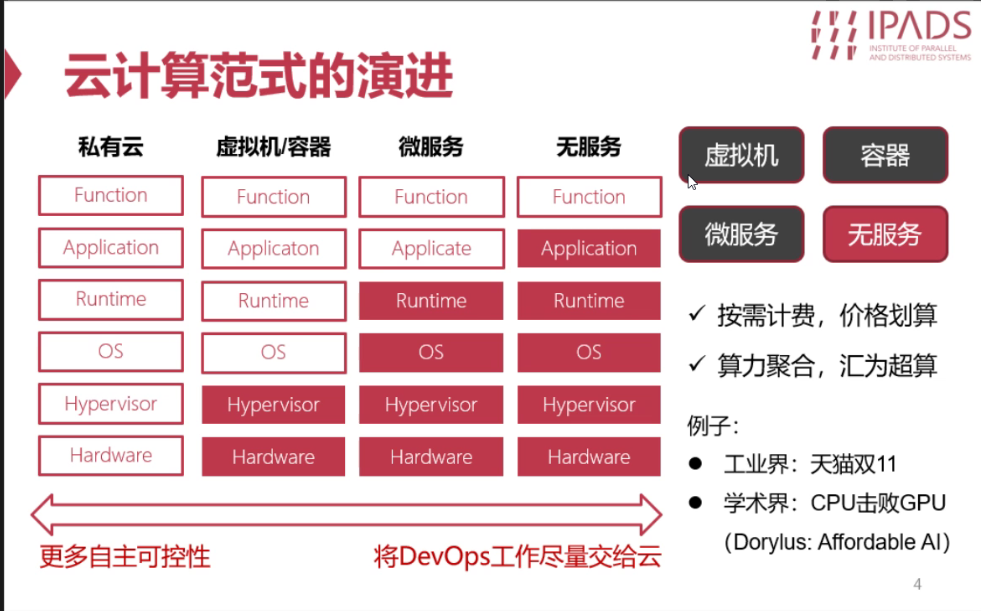 IPADS
INSTITUTE OF PARALLEL
AND DISTRIBUTED SYSTEMS
云计算范式的演进
私有云
虚拟机/容器
微服务
无服务
Function
Function
Function
Function
Application
Applicaton
Applicate
Application
Runtime
Runtime
Runtime
Runtime
OS
OS
OS
OS
Hypervisor
Hypervisor
Hypervisor
Hypervisor
Hardware
Hardware
Hardware
Hardware
更多自主可控性
将DevOps工作尽量交给云
虚拟机
容器
微服务
无服务
✓ 按需计费，价格划算
✓ 算力聚合，汇为超算
例子：
● 工业界：天猫双11
● 学术界：CPU击败GPU
（Dorylus: Affordable AI）
4